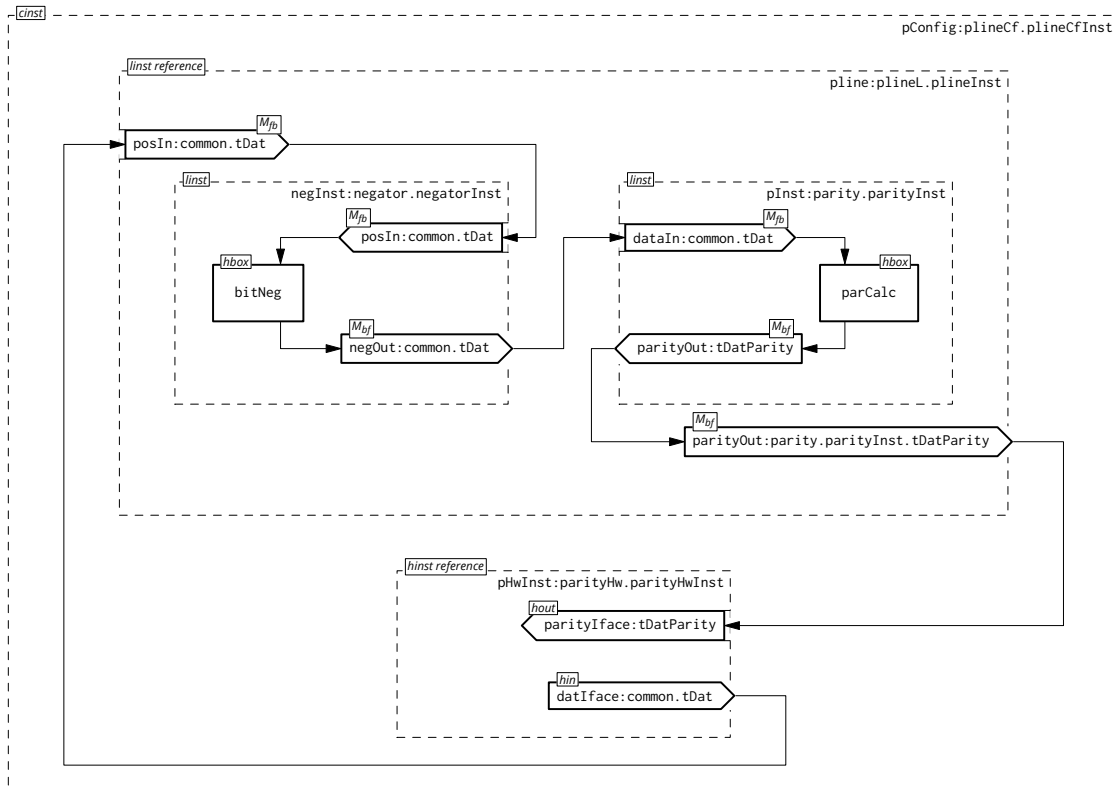 cinst
pConfig:plineCf.plineCfInst
linst reference
pline:plineL.plineInst
Mfb
posIn:common.tDat
linst
negInst:negator.negatorInst
linst
pInst:parity.parityInst
Mfb
posIn:common.tDat
Mfb
dataIn:common.tDat
hbox
bitNeg
hbox
parCalc
Mbf
negOut:common.tDat
Mbf
parityOut:tDatParity
Mbf
parityOut:parity.parityInst.tDatParity
hinst reference
pHwInst:parityHw.parityHwInst
hout
parityIface:tDatParity
hin
datIface:common.tDat